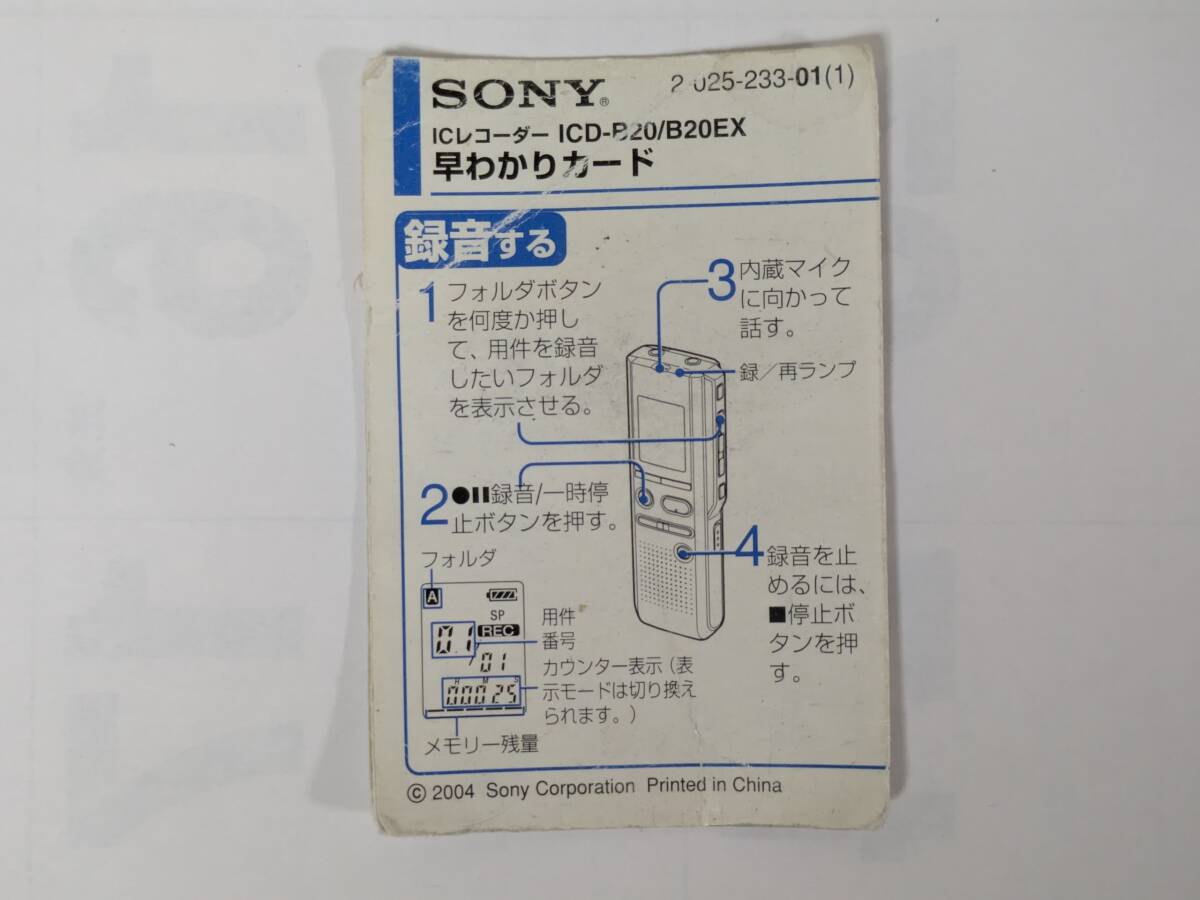 SONY®
2-025-233-01(1)
ICレコーダー ICD-B20/B20EX
早わかりカード
録音する
1 フォルダボタン
を何度か押し
て、用件を録音
したいフォルダ
を表示させる。
2 ●❚❚録音/一時停
止ボタンを押す。
フォルダ
A
SP
REC
01
01
H M S
00025
用件
番号
カウンター表示（表
示モードは切り換え
られます。）
メモリー残量
3 内蔵マイク
に向かって
話す。
録／再ランプ
4 録音を止
めるには、
■停止ボ
タンを押
す。
© 2004 Sony Corporation Printed in China